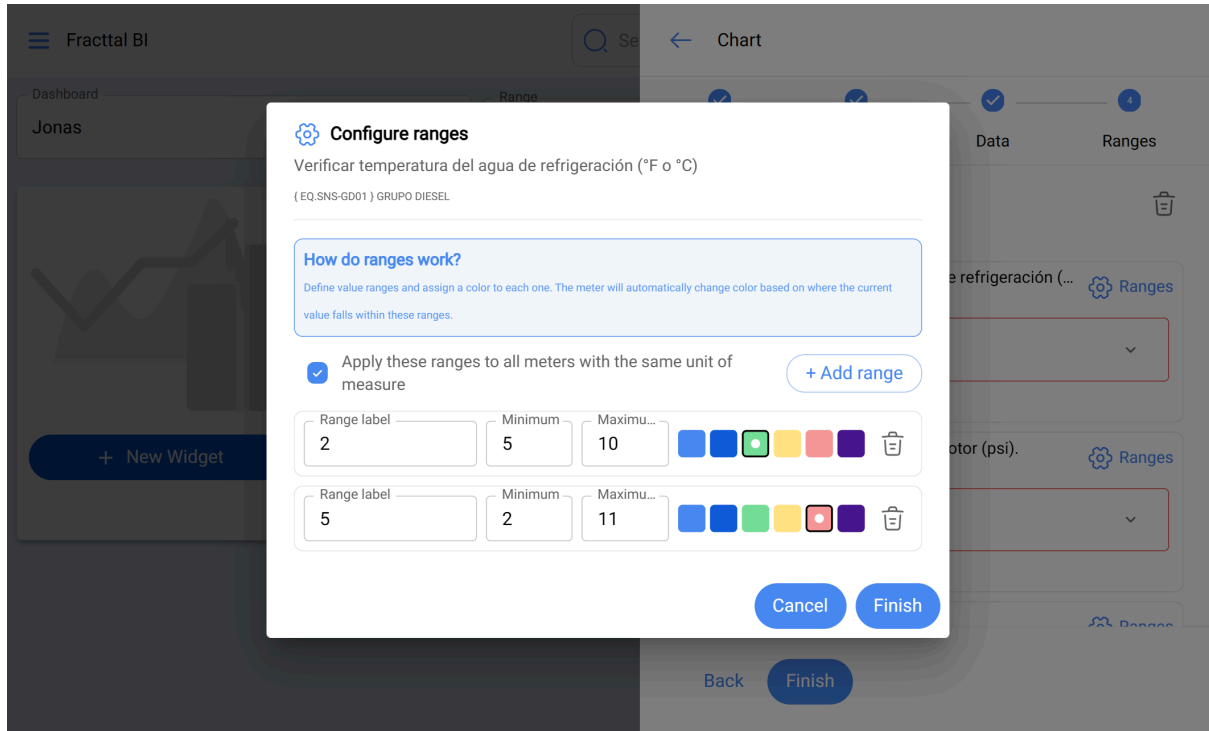 Fracttal BI
Se
Chart
Dashboard
Jonas
Range
4
Data
Ranges
Configure ranges
Verificar temperatura del agua de refrigeración (°F o °C)
{ EQ.SNS-GD01 } GRUPO DIESEL
How do ranges work?
Define value ranges and assign a color to each one. The meter will automatically change color based on where the current
value falls within these ranges.
Apply these ranges to all meters with the same unit of
measure
+ Add range
Range label
2
Minimum
5
Maximu...
10
Range label
5
Minimum
2
Maximu...
11
Cancel
Finish
+ New Widget
e refrigeración (...
Ranges
otor (psi).
Ranges
Ranges
Back
Finish